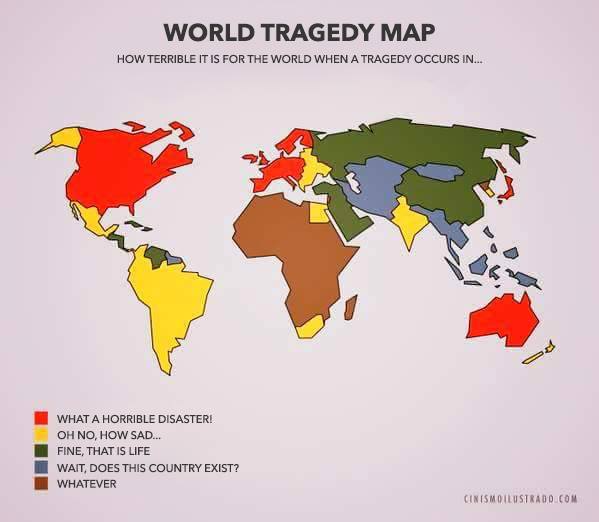 WORLD TRAGEDY MAP
HOW TERRIBLE IT IS FOR THE WORLD WHEN A TRAGEDY OCCURS IN...
WHAT A HORRIBLE DISASTER!
OH NO, HOW SAD...
FINE, THAT IS LIFE
WAIT, DOES THIS COUNTRY EXIST?
WHATEVER
CINISMOILUSTRADO.COM